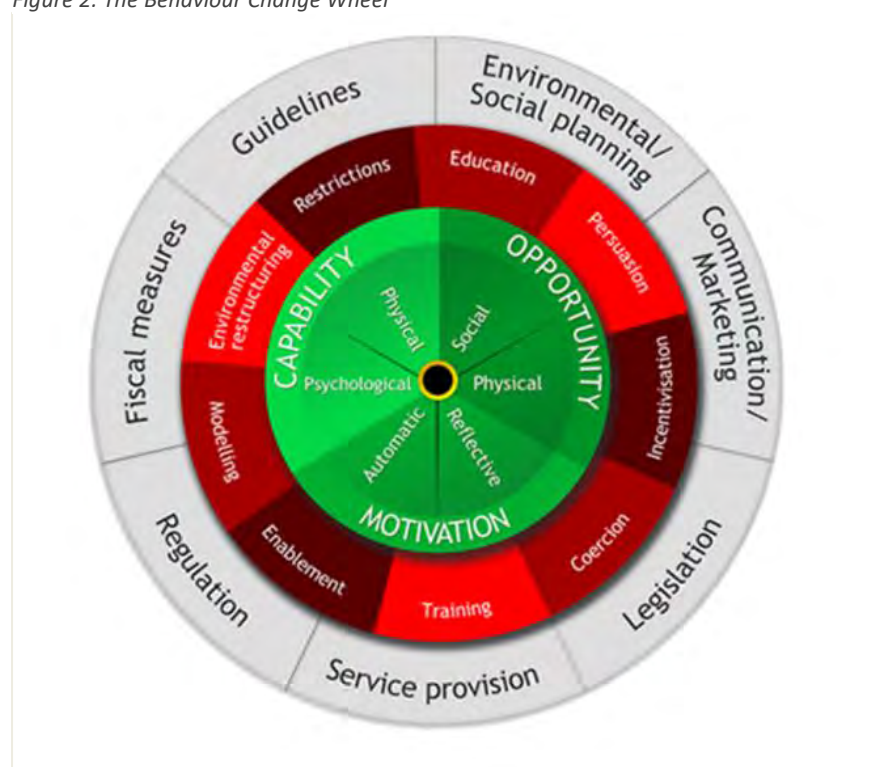 Figure 2: The Behaviour Change Wheel
Guidelines
Environmental/
Social planning
Communication/
Marketing
Legislation
Service provision
Regulation
Fiscal measures
Restrictions
Education
Persuasion
Incentivisation
Coercion
Training
Enablement
Modelling
Environmental
restructuring
CAPABILITY
OPPORTUNITY
MOTIVATION
Physical
Social
Psychological
Physical
Automatic
Reflective